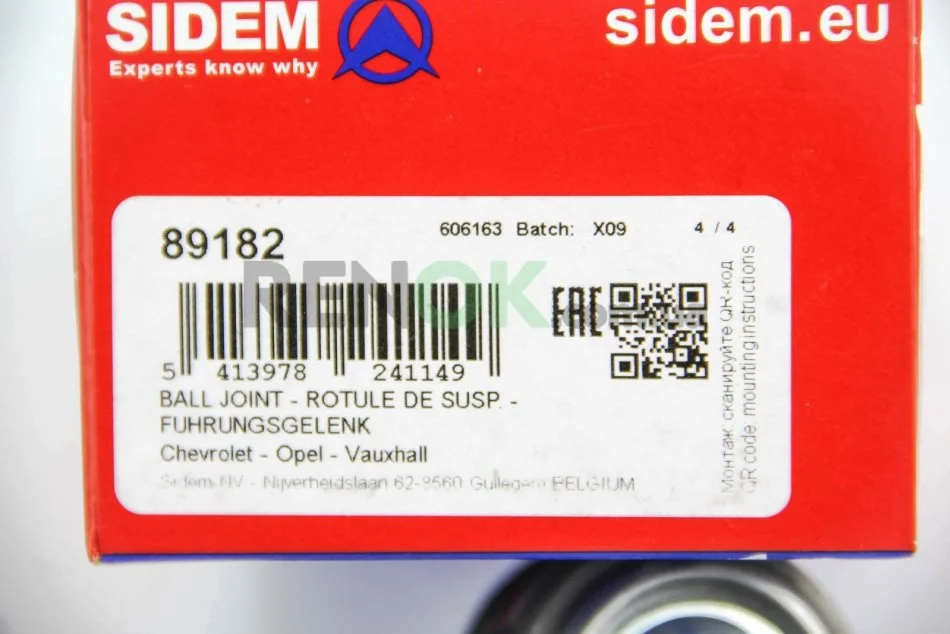 SIDEM
Experts know why
sidem.eu
89182
606163 Batch: X09 4 / 4
RENOK
EAC
5 413978 241149
BALL JOINT - ROTULE DE SUSP. -
FUHRUNGSGELENK
Chevrolet - Opel - Vauxhall
Sidem NV - Nijverheidslaan 62-8560 Gullegem BELGIUM
Монтаж: сканируйте QR-код
QR code: mounting instructions